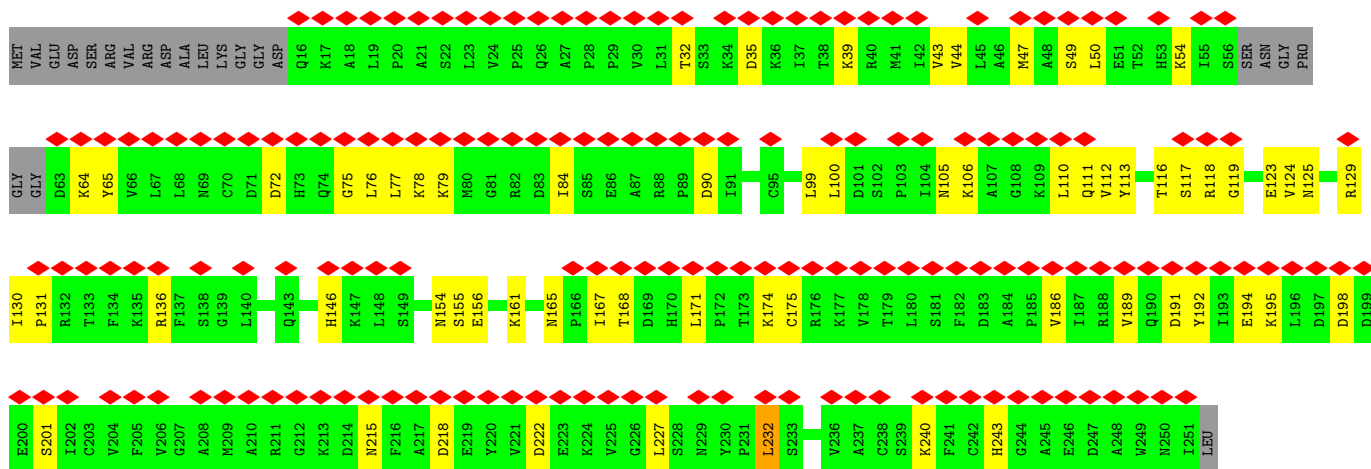 MET VAL GLU ASP SER ARG VAL ARG ASP ALA LEU LYS GLY GLY ASP Q16 K17 A18 L19 P20 A21 S22 L23 V24 P25 Q26 A27 P28 P29 V30 L31 T32 S33 K34 D35 K36 I37 T38 K39 R40 M41 I42 V43 V44 L45 A46 M47 A48 S49 L50 E51 T52 H53 K54 I55 S56 SER ASN GLY PRO
GLY GLY D63 K64 Y65 V66 L67 L68 N69 C70 D71 D72 H73 Q74 G75 L76 L77 K78 K79 M80 G81 R82 D83 I84 S85 E86 A87 R88 P89 D90 I91 C95 L99 L100 D101 S102 P103 I104 N105 K106 A107 G108 K109 L110 Q111 V112 Y113 T116 S117 R118 G119 E123 V124 N125 R129
I130 P131 R132 T133 F134 K135 R136 F137 S138 G139 L140 Q143 H146 K147 L148 S149 N154 S155 E156 K161 N165 P166 I167 T168 D169 H170 L171 P172 T173 K174 C175 R176 K177 V178 T179 L180 S181 F182 D183 A184 P185 V186 I187 R188 V189 Q190 D191 Y192 I193 E194 K195 L196 D197 D198 D199
E200 S201 I202 C203 V204 F205 V206 G207 A208 M209 A210 R211 G212 K213 D214 N215 F216 A217 D218 E219 Y220 V221 D222 E223 K224 V225 G226 L227 S228 N229 Y230 P231 L232 S233 V236 A237 C238 S239 K240 F241 C242 H243 G244 A245 E246 D247 A248 W249 N250 I251 LEU